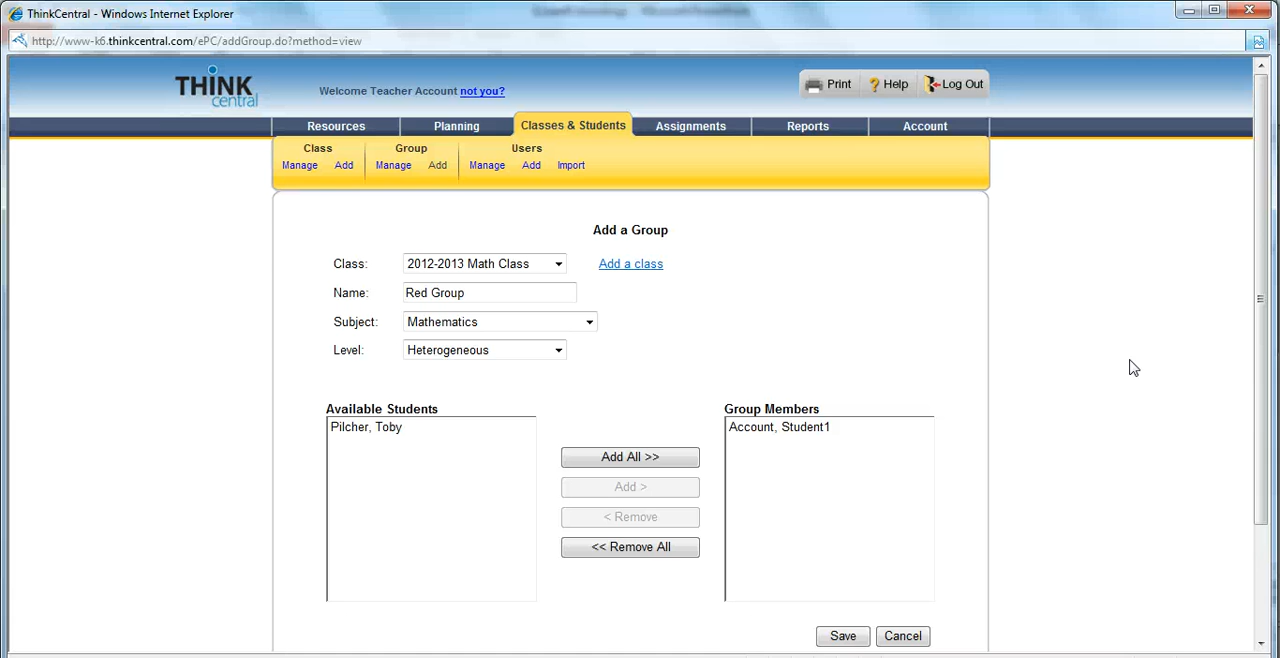 ThinkCentral - Windows Internet Explorer
http://www-k6.thinkcentral.com/ePC/addGroup.do?method=view
THINK central
Welcome Teacher Account not you?
Print Help Log Out
Resources Planning Classes & Students Assignments Reports Account
Class Group Users
Manage Add Manage Add Manage Add Import
Add a Group
Class: 2012-2013 Math Class Add a class
Name: Red Group
Subject: Mathematics
Level: Heterogeneous
Available Students Group Members
Pilcher, Toby Account, Student1
Add All >>
Add >
< Remove
<< Remove All
Save Cancel